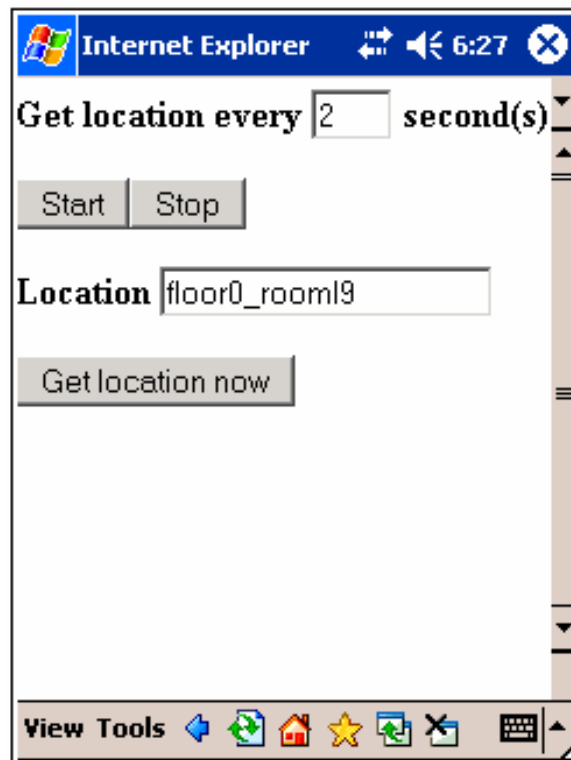 Internet Explorer 6:27
Get location every 2 second(s)
Start Stop
Location floor0_rooml9
Get location now
View Tools